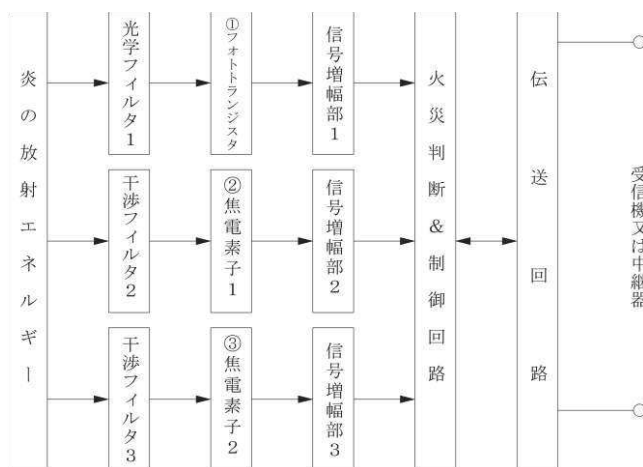 炎の放射エネルギー
光学フィルタ1
①フォトトランジスタ
信号増幅部1
干渉フィルタ2
②焦電素子1
信号増幅部2
干渉フィルタ3
③焦電素子2
信号増幅部3
火災判断&制御回路
伝送回路
受信機又は中継器